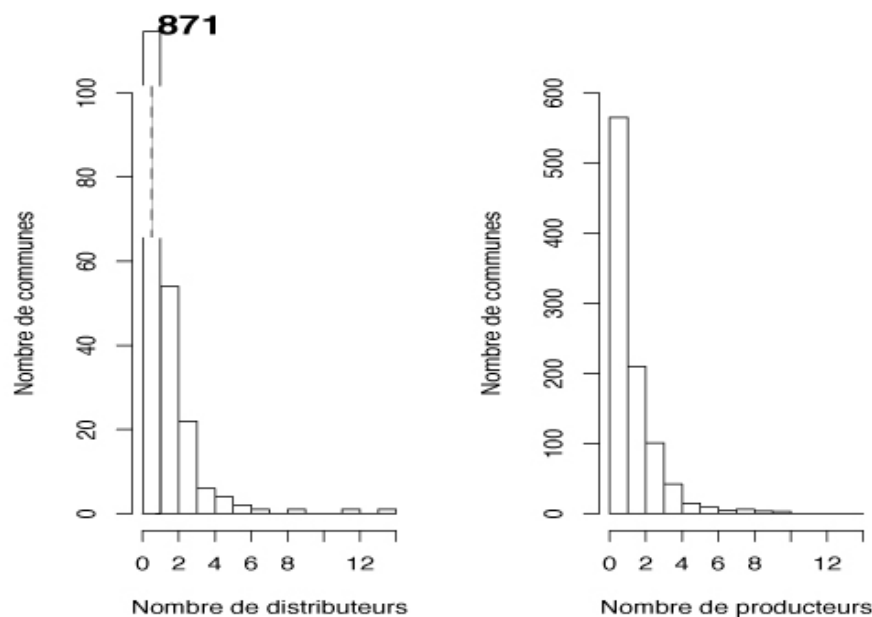 871
100
80
60
40
20
0
Nombre de communes
0 2 4 6 8 12
Nombre de distributeurs
600
500
400
300
200
100
0
Nombre de communes
0 2 4 6 8 12
Nombre de producteurs